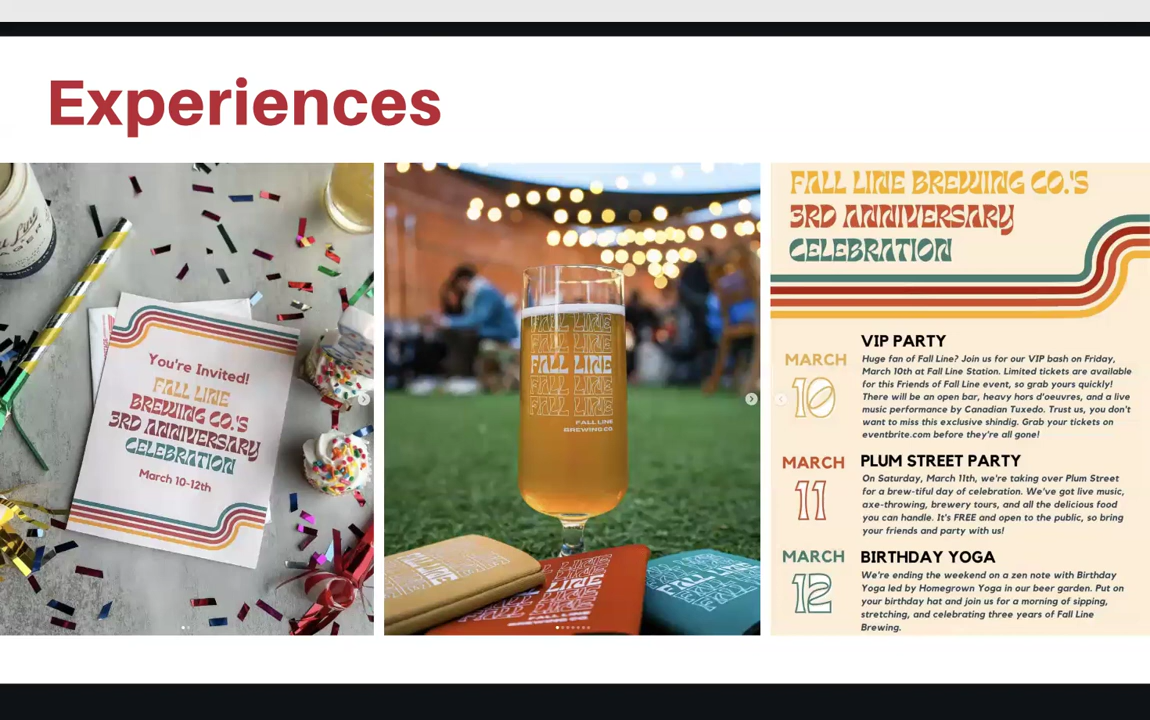 Experiences
You're Invited!
FALL LINE
BREWING CO.'S
3RD ANNIVERSARY
CELEBRATION
March 10-12th
FALL LINE
FALL LINE
FALL LINE
FALL LINE
FALL LINE
FALL LINE
BREWING CO
FALL LINE BREWING CO.'S
3RD ANNIVERSARY
CELEBRATION
MARCH
10
VIP PARTY
Huge fan of Fall Line? Join us for our VIP bash on Friday,
March 10th at Fall Line Station. Limited tickets are available
for this Friends of Fall Line event, so grab yours quickly!
There will be an open bar, heavy hors d'oeuvres, and a live
music performance by Canadian Tuxedo. Trust us, you don't
want to miss this exclusive shindig. Grab your tickets on
eventbrite.com before they're all gone!
MARCH
11
PLUM STREET PARTY
On Saturday, March 11th, we're taking over Plum Street
for a brew-tiful day of celebration. We've got live music,
axe-throwing, brewery tours, and all the delicious food
you can handle. It's FREE and open to the public, so bring
your friends and party with us!
MARCH
12
BIRTHDAY YOGA
We're ending the weekend on a zen note with Birthday
Yoga led by Homegrown Yoga in our beer garden. Put on
your birthday hat and join us for a morning of sipping,
stretching, and celebrating three years of Fall Line
Brewing.